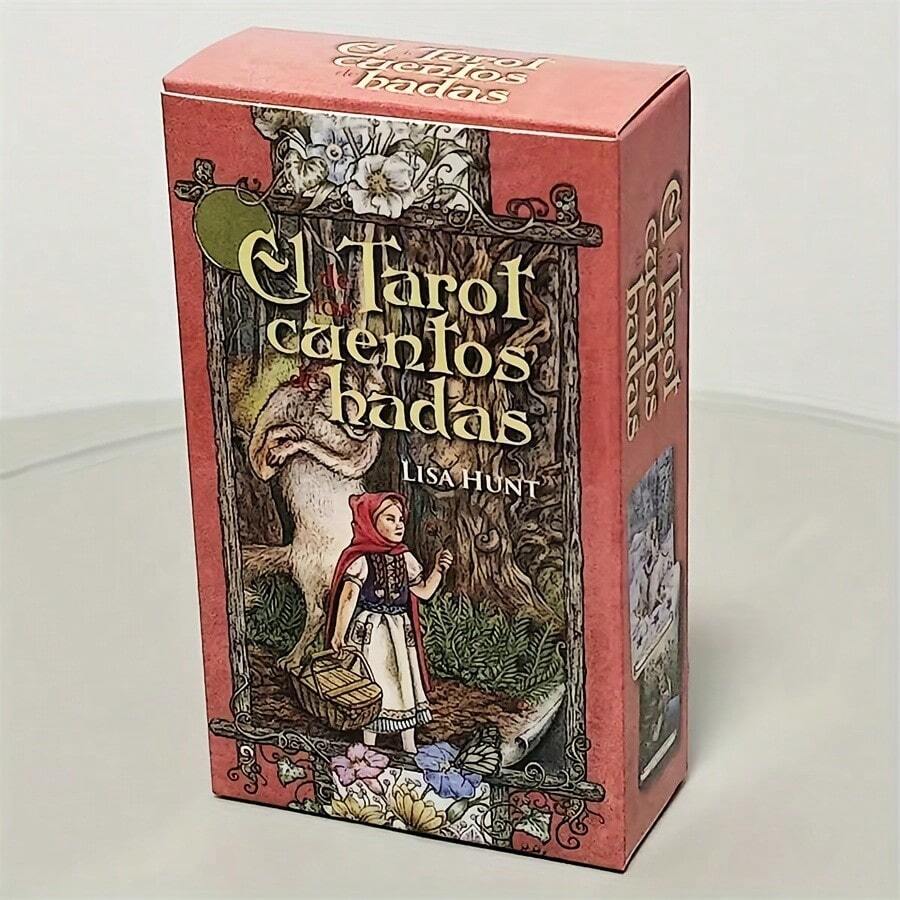 El de Tarot
cuentos
de hadas
El de Tarot
los
cuentos
de
hadas
LISA HUNT
El Tarot
cuentos
hadas